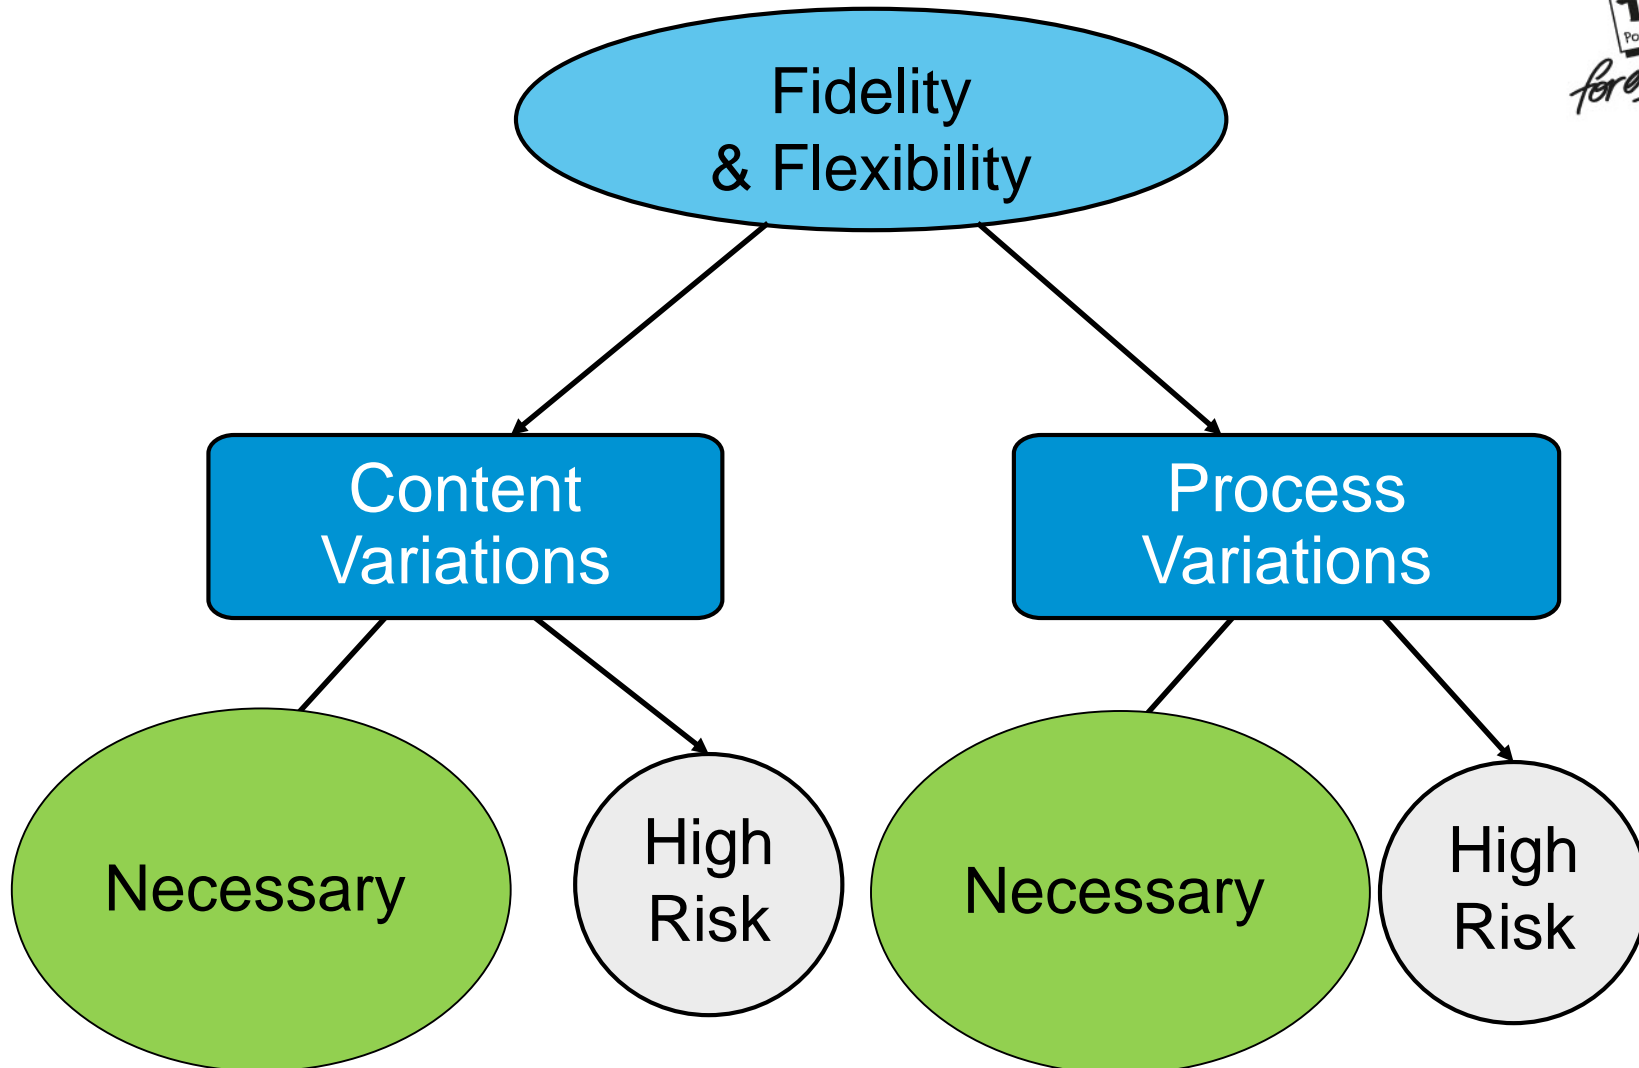 Fidelity
& Flexibility
Content
Variations
Process
Variations
Necessary
High
Risk
Necessary
High
Risk